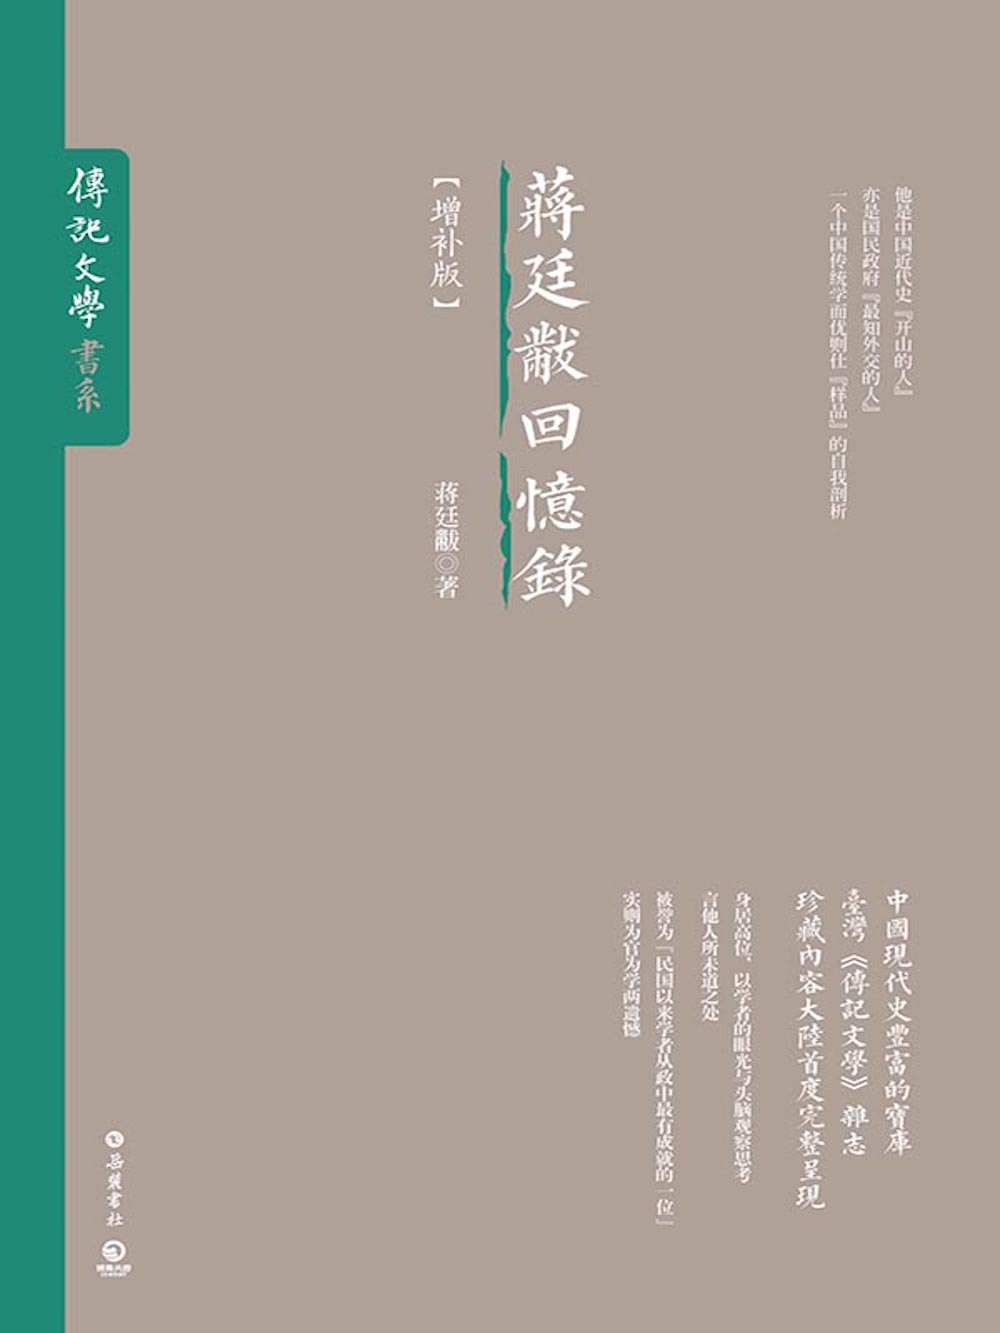 他是中国近代史『开山的人』
亦是国民政府『最知外交的人』
一个中国传统学而优则仕『样品』的自我剖析
蔣廷黻回憶錄
【增补版】
蒋廷黻◎著
傳記文學書系
中國現代史豐富的寶庫
臺灣《傳記文學》雜志
珍藏內容大陸首度完整呈現
身居高位，以学者的眼光与头脑观察思考
言他人所未道之处
被誉为『民国以来学者从政中最有成就的一位』
实则为官为学两遗憾
岳麓書社